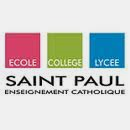 ECOLE COLLEGE LYCEE
SAINT PAUL
ENSEIGNEMENT CATHOLIQUE